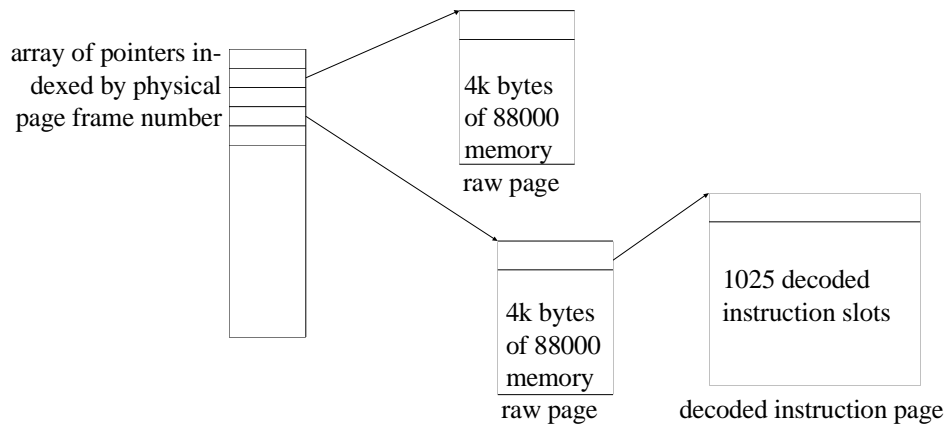 array of pointers in-
dexed by physical
page frame number
4k bytes
of 88000
memory
raw page
4k bytes
of 88000
memory
raw page
1025 decoded
instruction slots
decoded instruction page